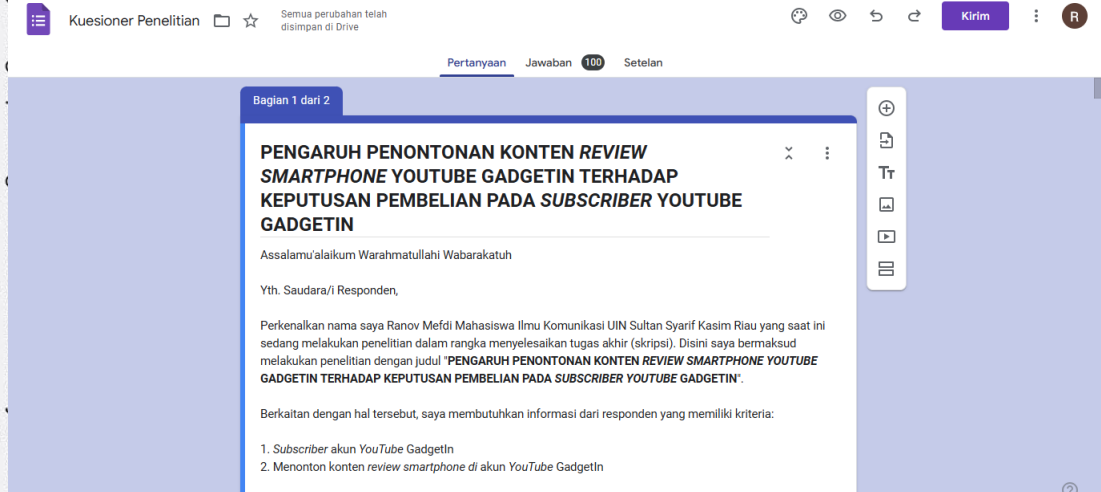 Kuesioner Penelitian
Semua perubahan telah
disimpan di Drive
Kirim
R
Pertanyaan Jawaban 100 Setelan
Bagian 1 dari 2
PENGARUH PENONTONAN KONTEN REVIEW
SMARTPHONE YOUTUBE GADGETIN TERHADAP
KEPUTUSAN PEMBELIAN PADA SUBSCRIBER YOUTUBE
GADGETIN
Assalamu'alaikum Warahmatullahi Wabarakatuh
Yth. Saudara/i Responden,
Perkenalkan nama saya Ranov Mefdi Mahasiswa Ilmu Komunikasi UIN Sultan Syarif Kasim Riau yang saat ini
sedang melakukan penelitian dalam rangka menyelesaikan tugas akhir (skripsi). Disini saya bermaksud
melakukan penelitian dengan judul "PENGARUH PENONTONAN KONTEN REVIEW SMARTPHONE YOUTUBE
GADGETIN TERHADAP KEPUTUSAN PEMBELIAN PADA SUBSCRIBER YOUTUBE GADGETIN".
Berkaitan dengan hal tersebut, saya membutuhkan informasi dari responden yang memiliki kriteria:
1. Subscriber akun YouTube GadgetIn
2. Menonton konten review smartphone di akun YouTube GadgetIn